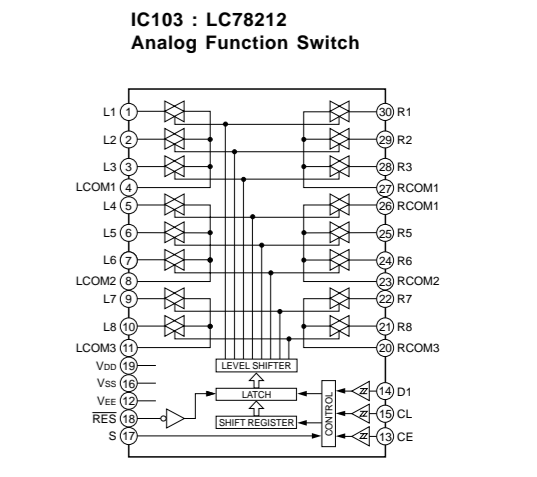 IC103 : LC78212
Analog Function Switch
L1 1 30 R1
L2 2 29 R2
L3 3 28 R3
LCOM1 4 27 RCOM1
L4 5 26 RCOM1
L5 6 25 R5
L6 7 24 R6
LCOM2 8 23 RCOM2
L7 9 22 R7
L8 10 21 R8
LCOM3 11 20 RCOM3
VDD 19 LEVEL SHIFTER
VSS 16
VEE 12 LATCH 14 D1
RES 18 SHIFT REGISTER CONTROL 15 CL
S 17 13 CE